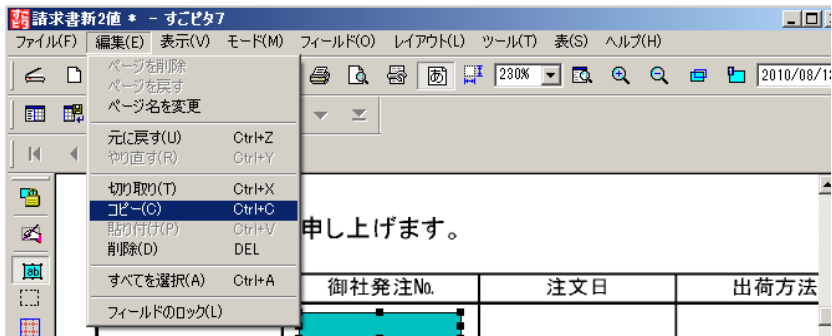 請求書新2値 * - すごピタ7
ファイル(F) 編集(E) 表示(V) モード(M) フィールド(O) レイアウト(L) ツール(T) 表(S) ヘルプ(H)
230%
2010/08/1
ページを削除
ページを戻す
ページ名を変更
元に戻す(U) Ctrl+Z
やり直す(R) Ctrl+Y
切り取り(T) Ctrl+X
コピー(C) Ctrl+C
貼り付け(P) Ctrl+V
削除(D) DEL
すべてを選択(A) Ctrl+A
フィールドのロック(L)
申し上げます。
御社発注No. 注文日 出荷方法